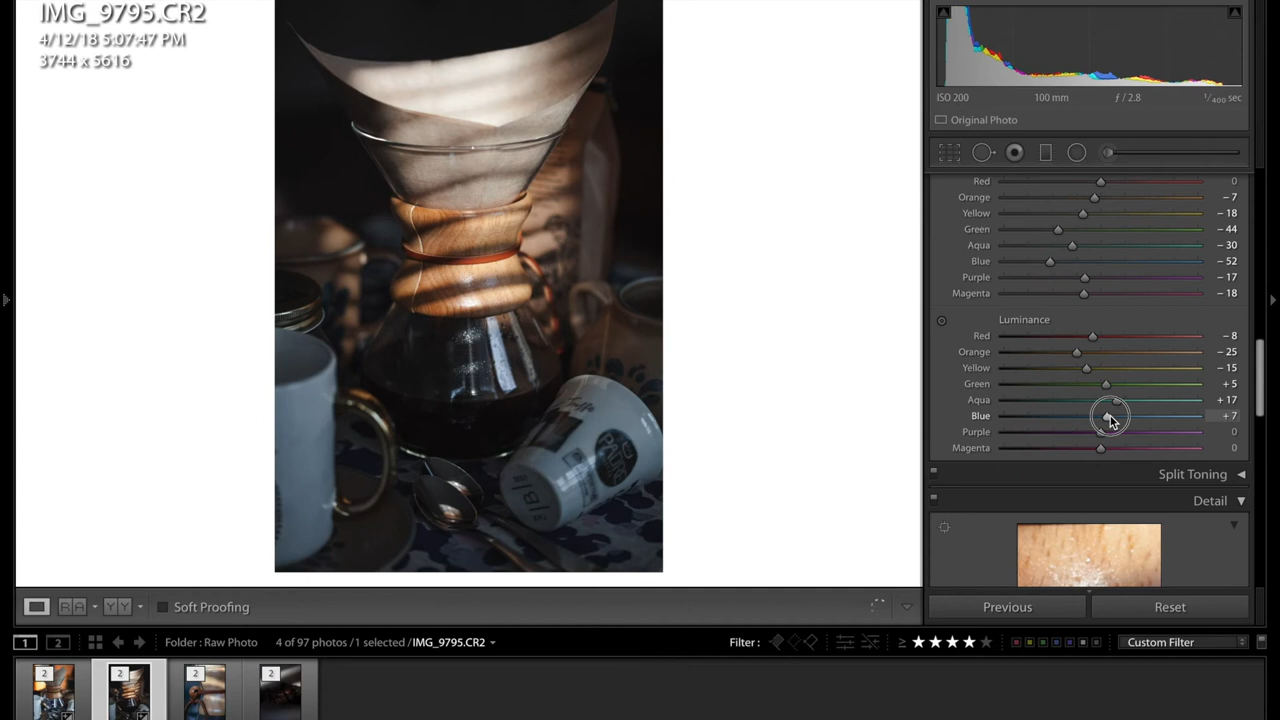 IMG_9795.CR2
4/12/18 5:07:47 PM
3744 x 5616
ISO 200 100 mm ƒ / 2.8 1/400 sec
Original Photo
Red 0
Orange – 7
Yellow – 18
Green – 44
Aqua – 30
Blue – 52
Purple – 17
Magenta – 18
Luminance
Red – 8
Orange – 25
Yellow – 15
Green + 5
Aqua + 17
Blue + 7
Purple 0
Magenta 0
Split Toning
Detail
Previous Reset
R A Y Y Soft Proofing
1 2 Folder : Raw Photo 4 of 97 photos /1 selected /IMG_9795.CR2 Filter : ≥ ★★★★★ Custom Filter
2 2 2 2